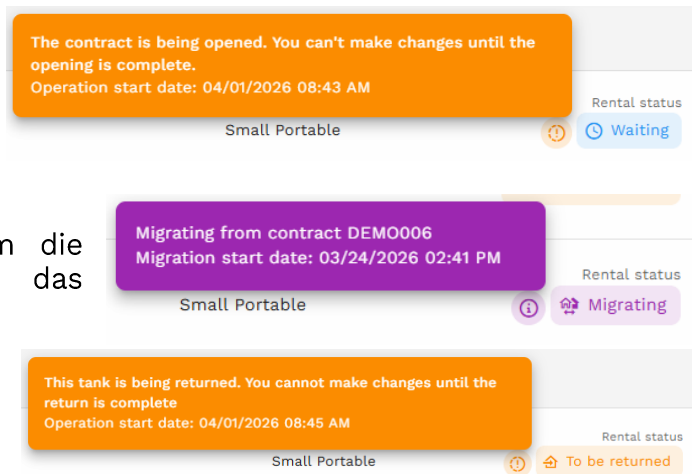 The contract is being opened. You can't make changes until the
opening is complete.
Operation start date: 04/01/2026 08:43 AM
Rental status
Small Portable
Waiting
die
das
Migrating from contract DEMO006
Migration start date: 03/24/2026 02:41 PM
Rental status
Small Portable
Migrating
This tank is being returned. You cannot make changes until the
return is complete
Operation start date: 04/01/2026 08:45 AM
Rental status
Small Portable
To be returned